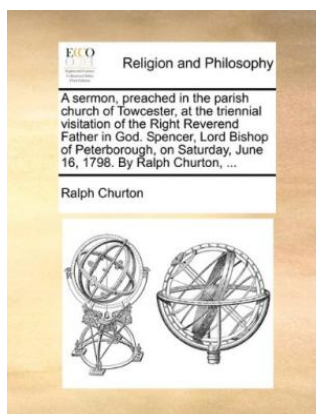 ECCO
Religion and Philosophy
A sermon, preached in the parish
church of Towcester, at the triennial
visitation of the Right Reverend
Father in God. Spencer, Lord Bishop
of Peterborough, on Saturday, June
16, 1798. By Ralph Churton, ...
Ralph Churton